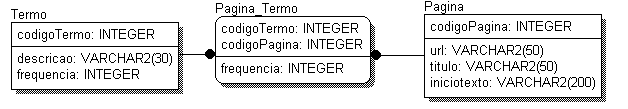 Termo
codigoTermo: INTEGER
descricao: VARCHAR2(30)
frequencia: INTEGER
Pagina_Termo
codigoTermo: INTEGER
codigoPagina: INTEGER
frequencia: INTEGER
Pagina
codigoPagina: INTEGER
url: VARCHAR2(50)
titulo: VARCHAR2(50)
iniciotexto: VARCHAR2(200)